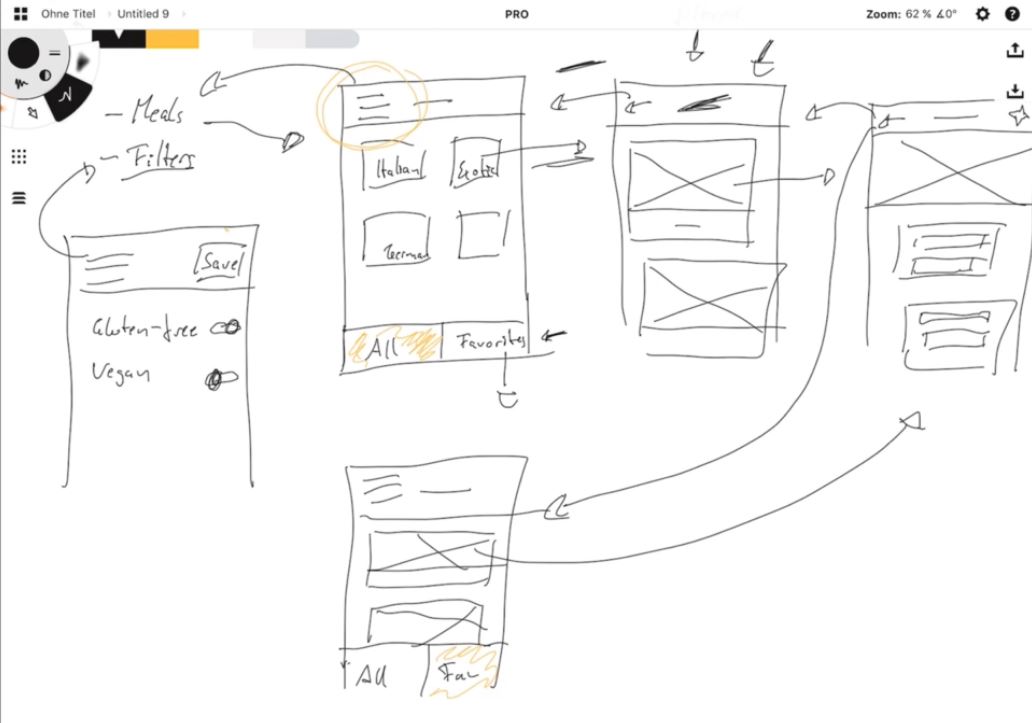 Ohne Titel › Untitled 9 ›
PRO
Zoom: 62 % ∡0°
– Meals
– Filters
Italian
Exotic
German
All
Favorites
Save
Gluten-free
Vegan
All
Fav